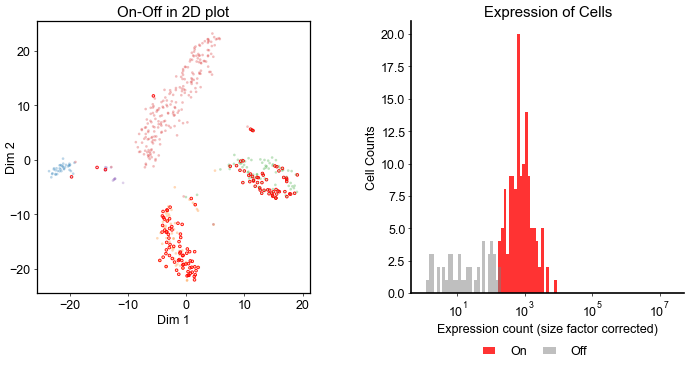 On-Off in 2D plot
20
10
0
−10
−20
Dim 2
−20 −10 0 10 20
Dim 1
Expression of Cells
20.0
17.5
15.0
12.5
10.0
7.5
5.0
2.5
0.0
Cell Counts
10^1 10^3 10^5 10^7
Expression count (size factor corrected)
On Off